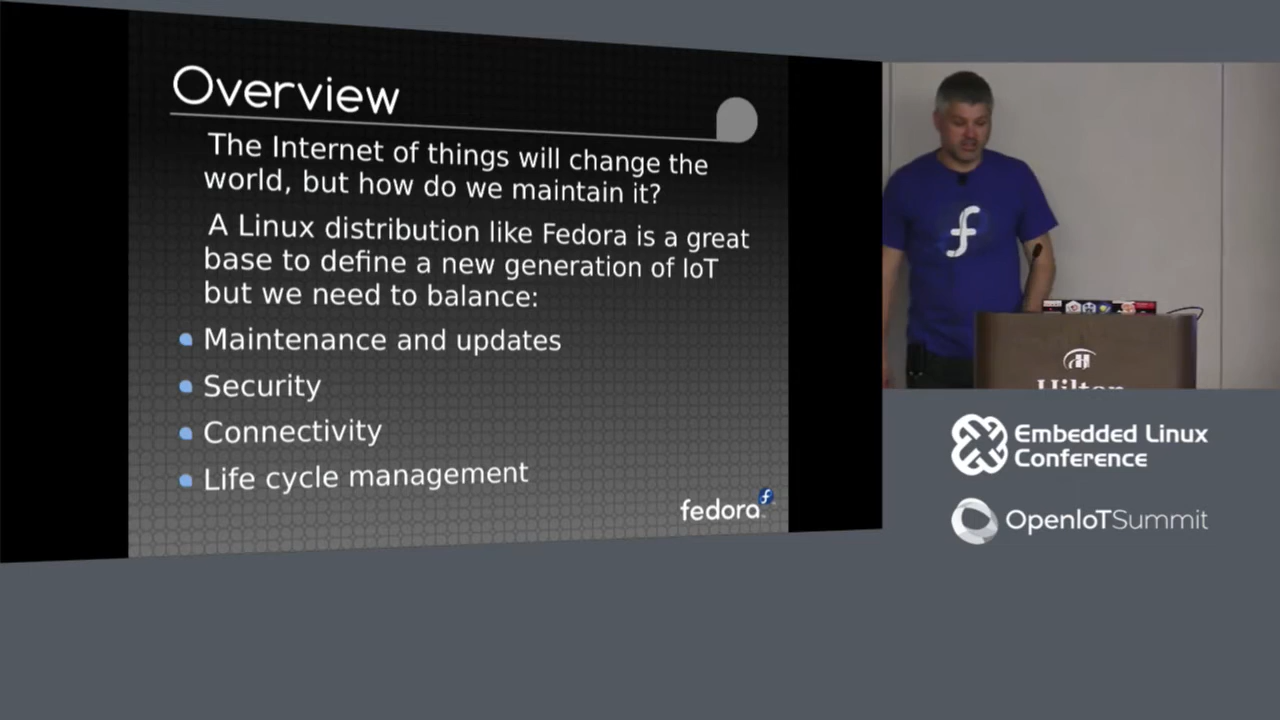 Overview
The Internet of things will change the
world, but how do we maintain it?
A Linux distribution like Fedora is a great
base to define a new generation of IoT
but we need to balance:
Maintenance and updates
Security
Connectivity
Life cycle management
fedora
Hilton
Embedded Linux
Conference
OpenIoTSummit